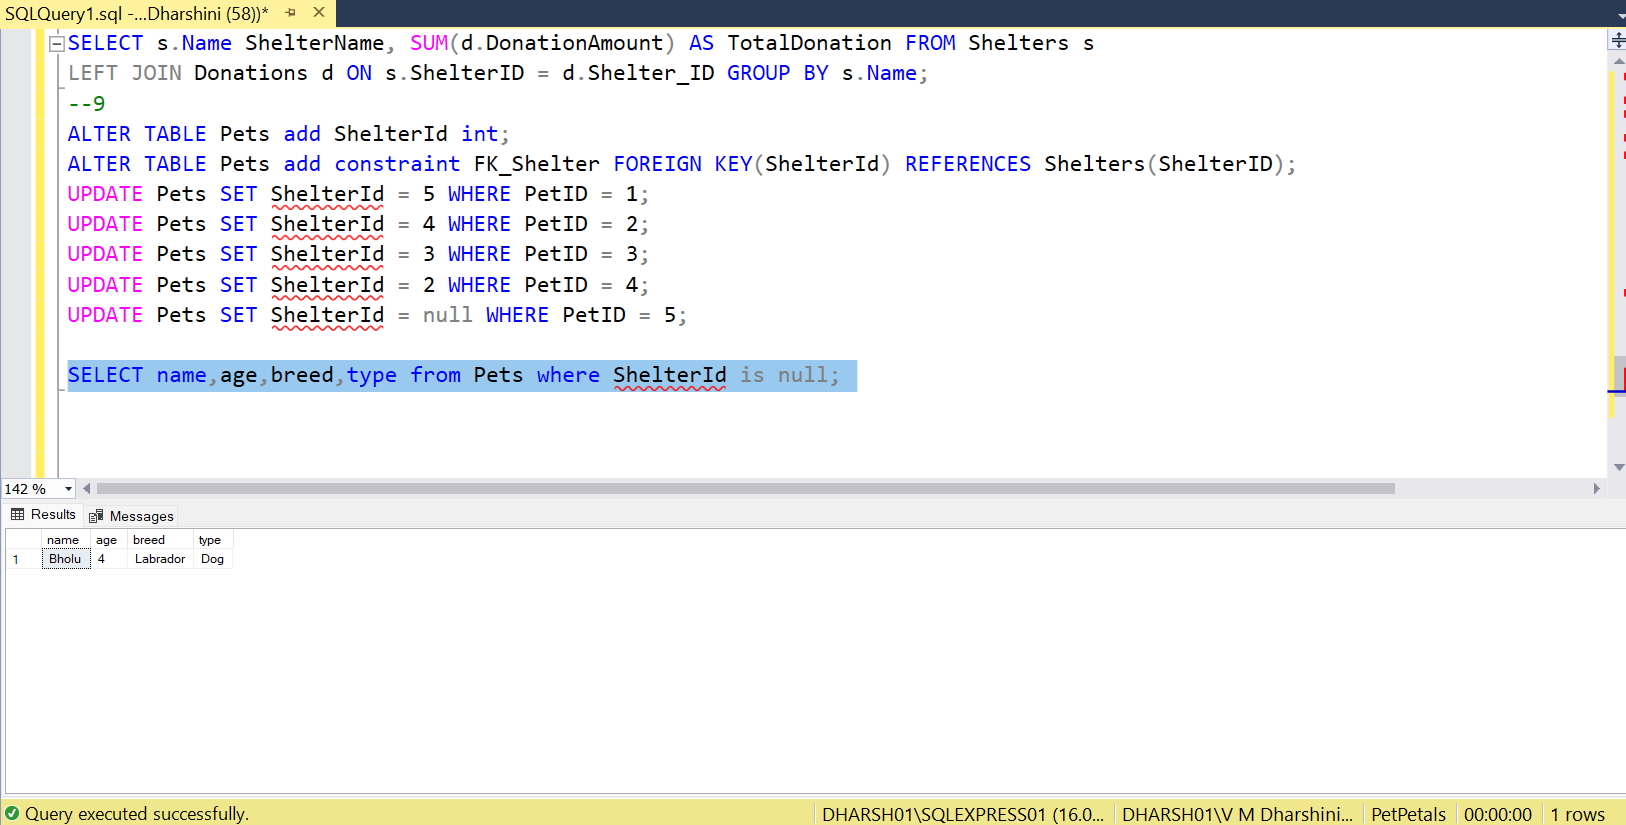 SQLQuery1.sql -...Dharshini (58))*
SELECT s.Name ShelterName, SUM(d.DonationAmount) AS TotalDonation FROM Shelters s
LEFT JOIN Donations d ON s.ShelterID = d.Shelter_ID GROUP BY s.Name;
--9
ALTER TABLE Pets add ShelterId int;
ALTER TABLE Pets add constraint FK_Shelter FOREIGN KEY(ShelterId) REFERENCES Shelters(ShelterID);
UPDATE Pets SET ShelterId = 5 WHERE PetID = 1;
UPDATE Pets SET ShelterId = 4 WHERE PetID = 2;
UPDATE Pets SET ShelterId = 3 WHERE PetID = 3;
UPDATE Pets SET ShelterId = 2 WHERE PetID = 4;
UPDATE Pets SET ShelterId = null WHERE PetID = 5;
SELECT name,age,breed,type from Pets where ShelterId is null;
142 %
Results Messages
name age breed type
1 Bholu 4 Labrador Dog
Query executed successfully. DHARSH01\SQLEXPRESS01 (16.0... DHARSH01\V M Dharshini... PetPetals 00:00:00 1 rows